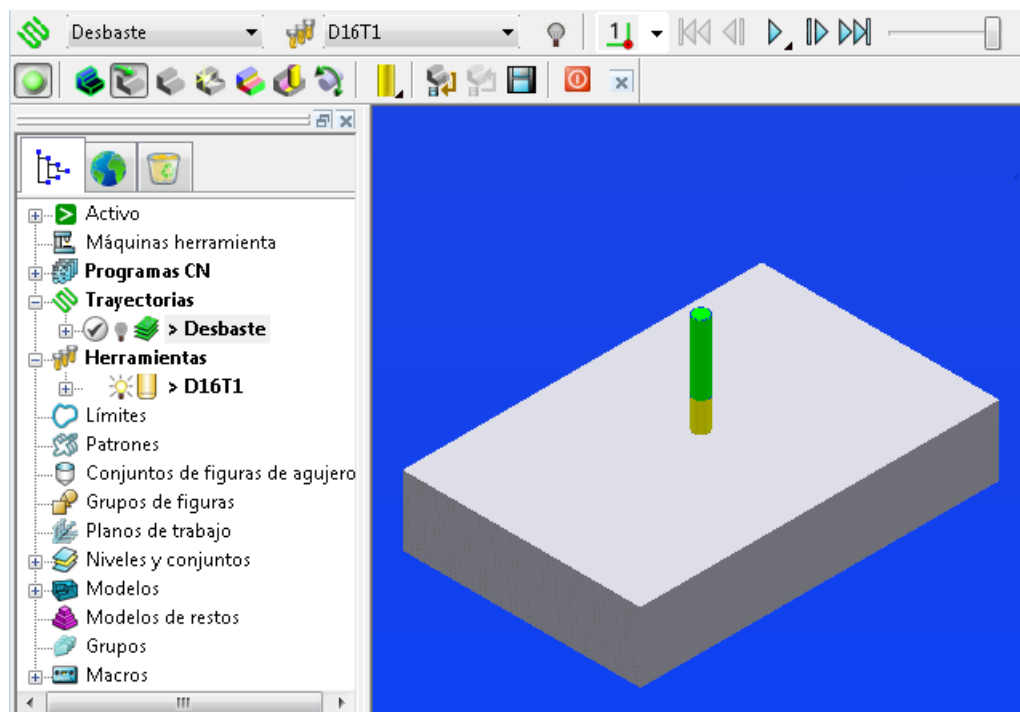 Desbaste D16T1
Activo
Máquinas herramienta
Programas CN
Trayectorias
> Desbaste
Herramientas
> D16T1
Límites
Patrones
Conjuntos de figuras de agujero
Grupos de figuras
Planos de trabajo
Niveles y conjuntos
Modelos
Modelos de restos
Grupos
Macros